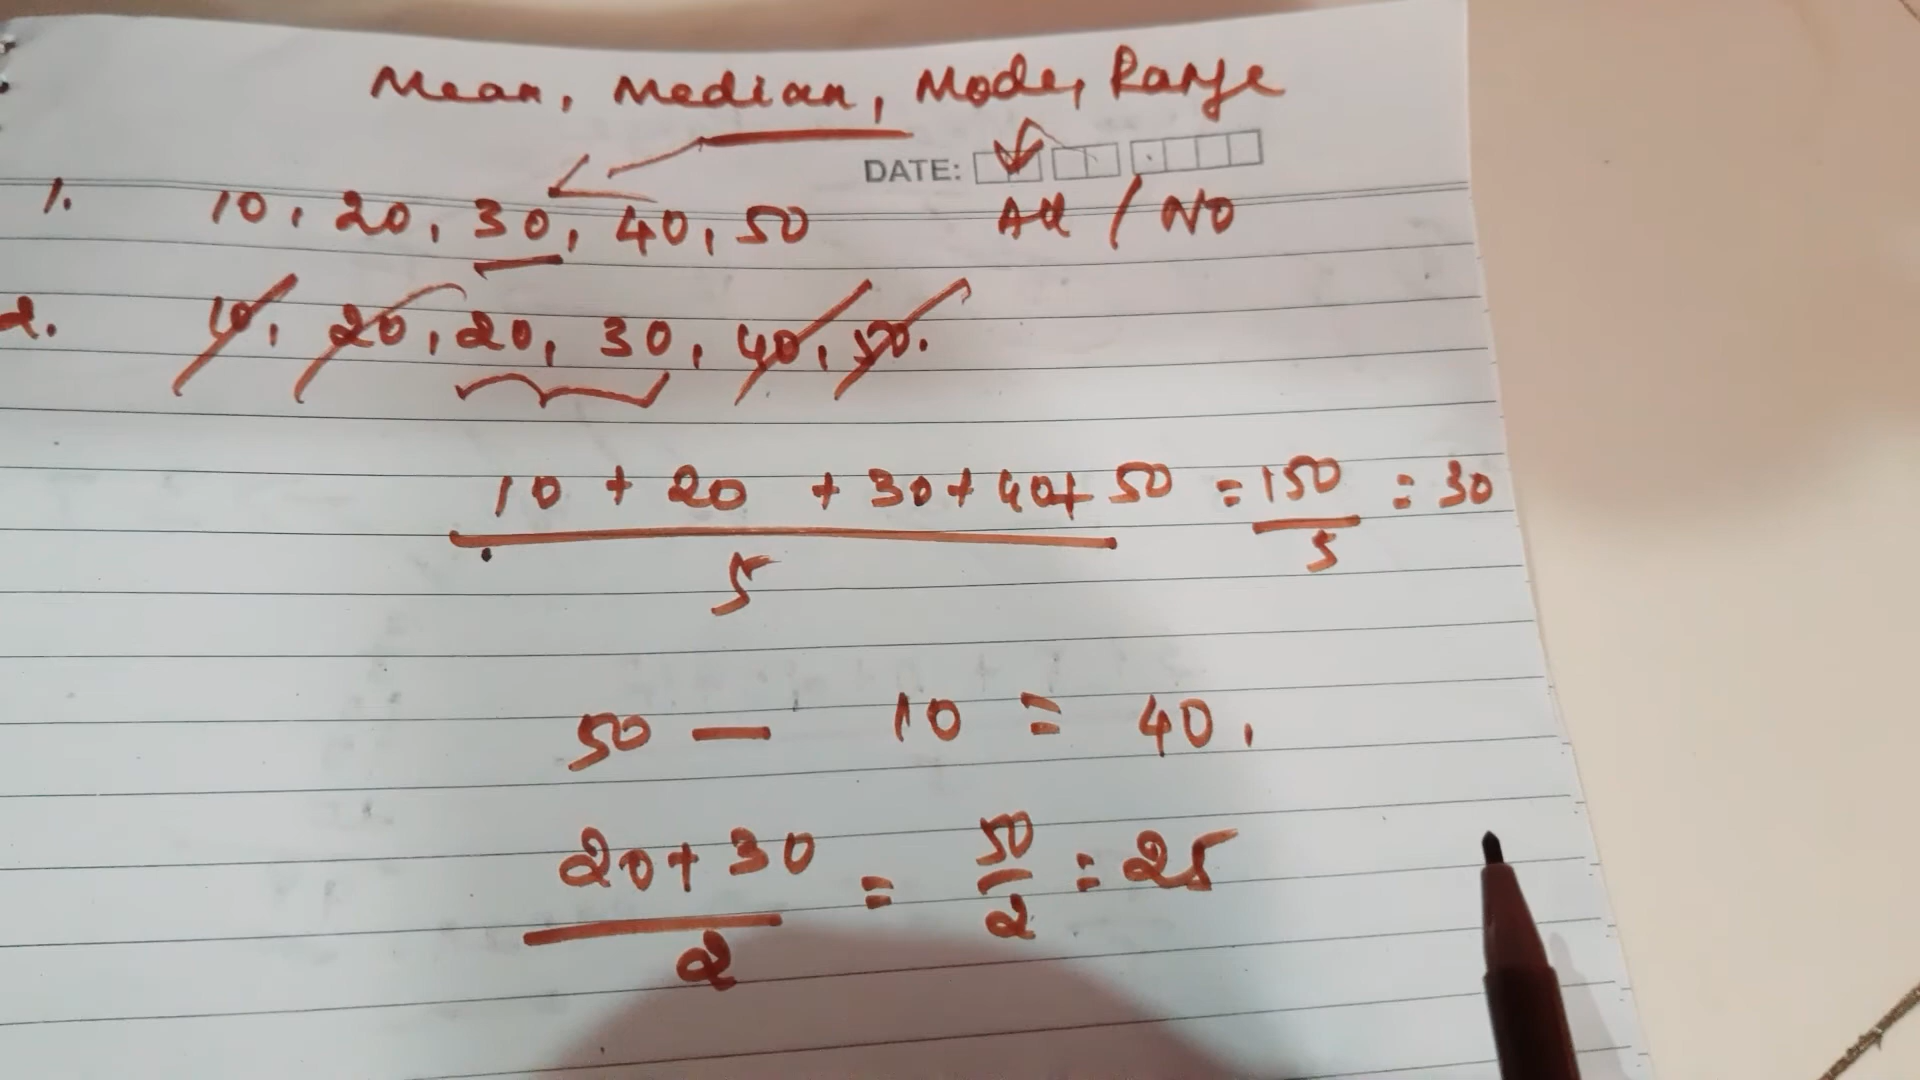 Mean, Median, Mode, Range
DATE:
1. 10, 20, 30, 40, 50
All / NO
2. 10, 20, 20, 30, 40, 50.
10 + 20 + 30 + 40 + 50 = 150 = 30
5 5
50 - 10 = 40,
20 + 30 = 50 = 25
2 2